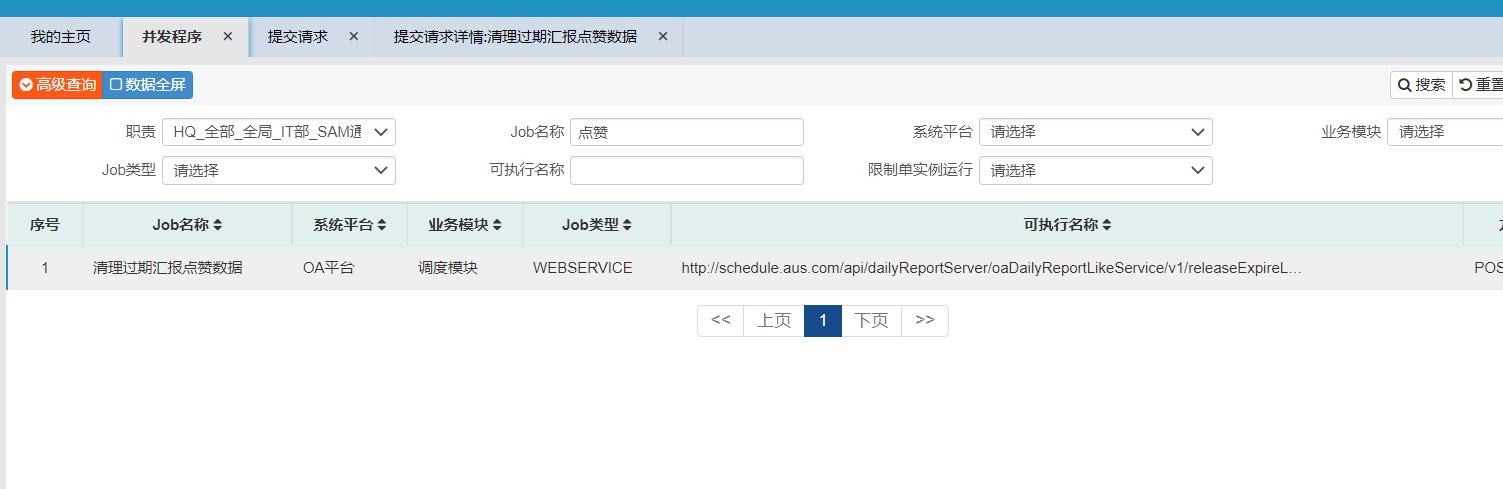 我的主页 并发程序 × 提交请求 × 提交请求详情:清理过期汇报点赞数据 ×
高级查询 数据全屏 搜索 重置
职责 HQ_全部_全局_IT部_SAM通 Job名称 点赞 系统平台 请选择 业务模块 请选择
Job类型 请选择 可执行名称 限制单实例运行 请选择
序号 Job名称 系统平台 业务模块 Job类型 可执行名称
1 清理过期汇报点赞数据 OA平台 调度模块 WEBSERVICE http://schedule.aus.com/api/dailyReportServer/oaDailyReportLikeService/v1/releaseExpireL... POS
<< 上页 1 下页 >>